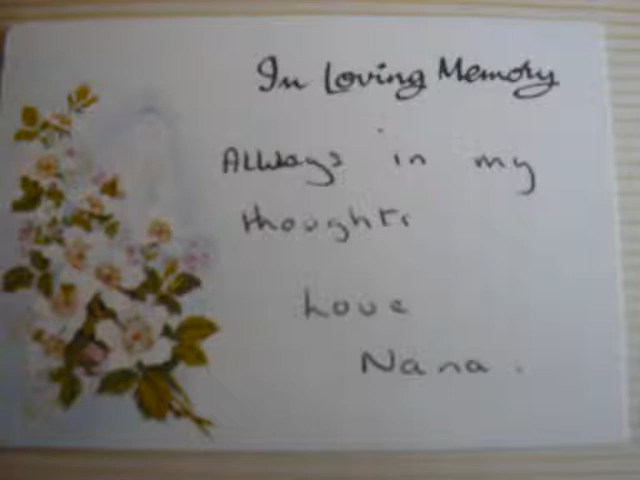 In Loving Memory
Always in my
thoughts
Love
Nana.